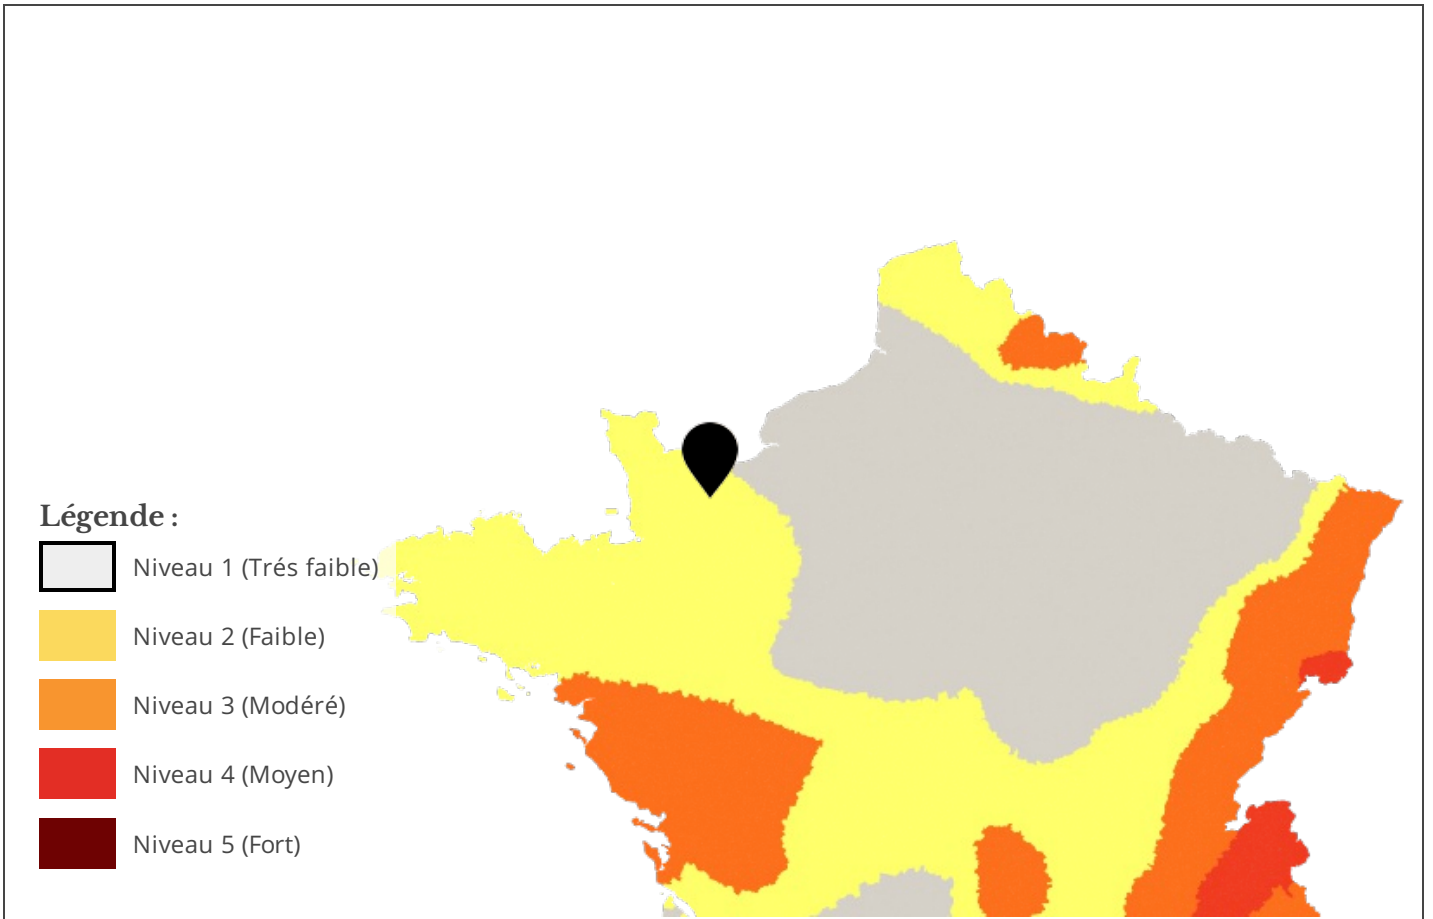 Légende :
Niveau 1 (Trés faible)
Niveau 2 (Faible)
Niveau 3 (Modéré)
Niveau 4 (Moyen)
Niveau 5 (Fort)